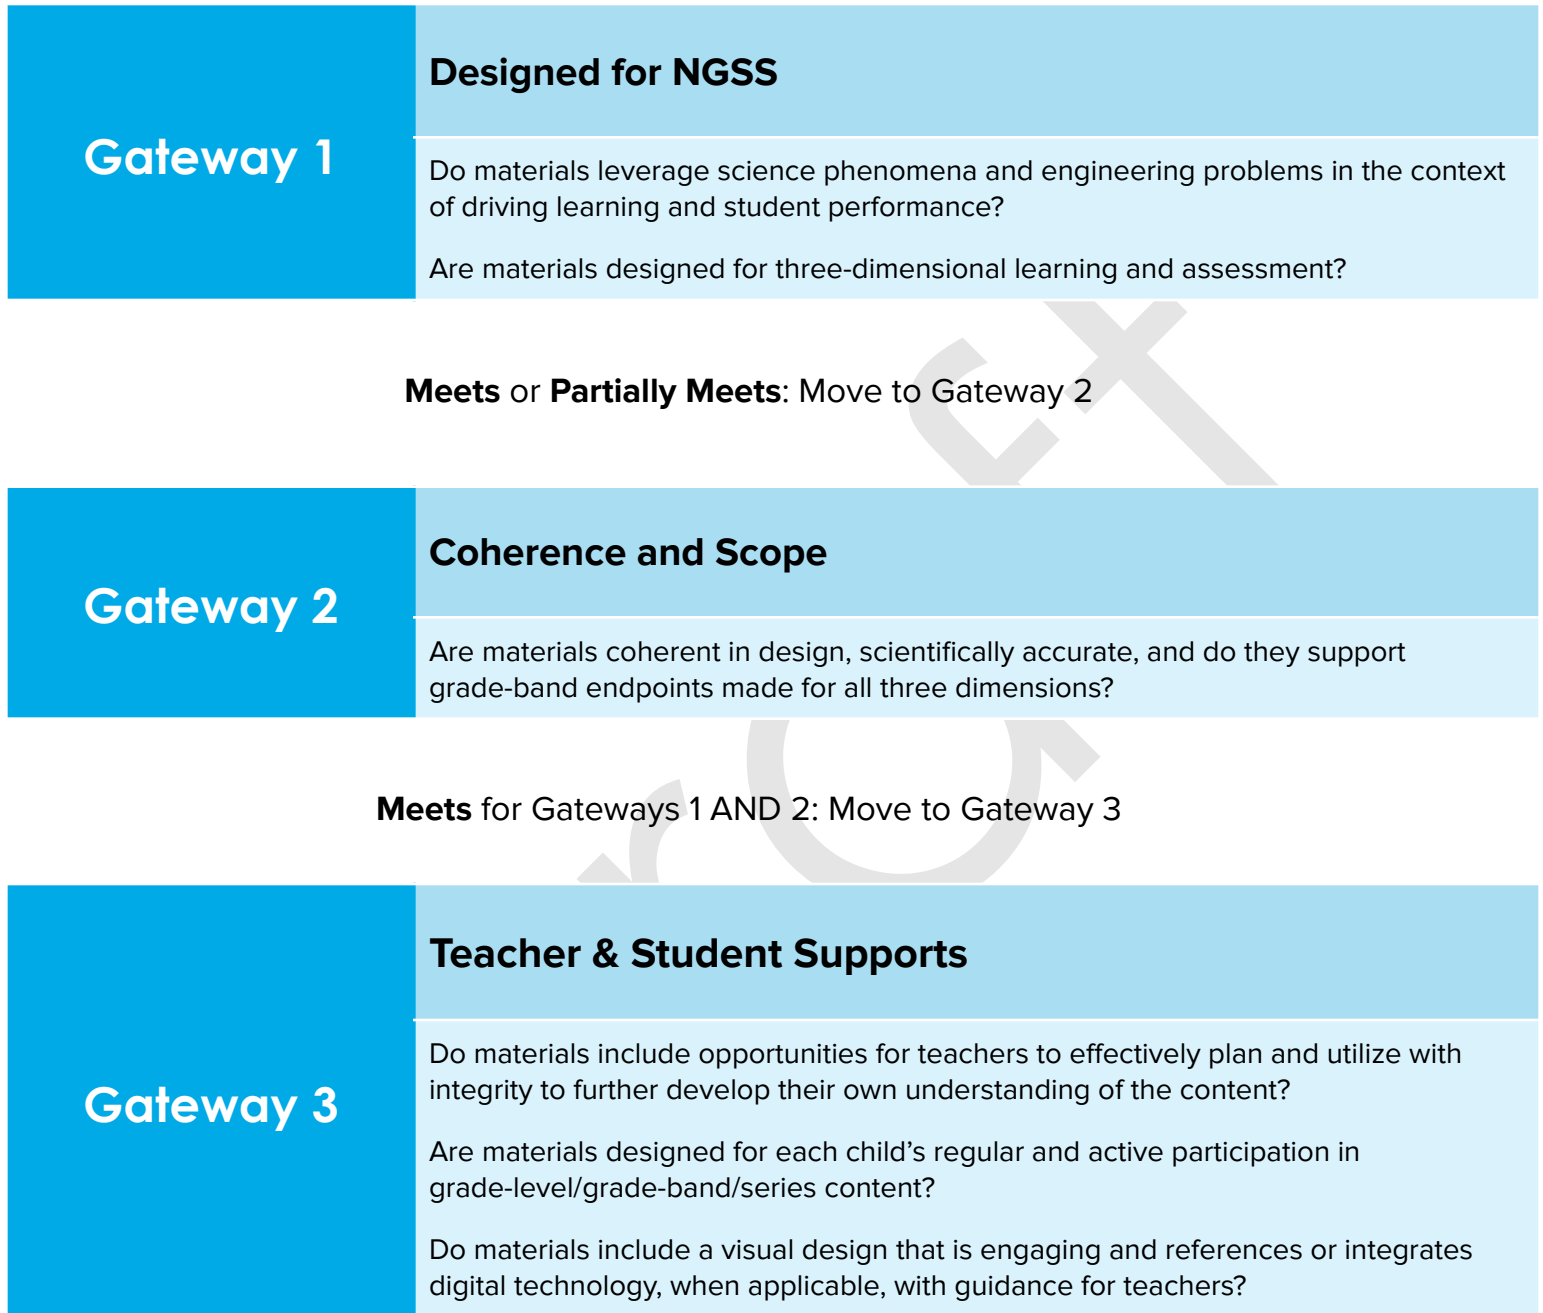 Gateway 1
Designed for NGSS
Do materials leverage science phenomena and engineering problems in the context
of driving learning and student performance?
Are materials designed for three-dimensional learning and assessment?
Meets or Partially Meets: Move to Gateway 2
Gateway 2
Coherence and Scope
Are materials coherent in design, scientifically accurate, and do they support
grade-band endpoints made for all three dimensions?
Meets for Gateways 1 AND 2: Move to Gateway 3
Gateway 3
Teacher & Student Supports
Do materials include opportunities for teachers to effectively plan and utilize with
integrity to further develop their own understanding of the content?
Are materials designed for each child’s regular and active participation in
grade-level/grade-band/series content?
Do materials include a visual design that is engaging and references or integrates
digital technology, when applicable, with guidance for teachers?